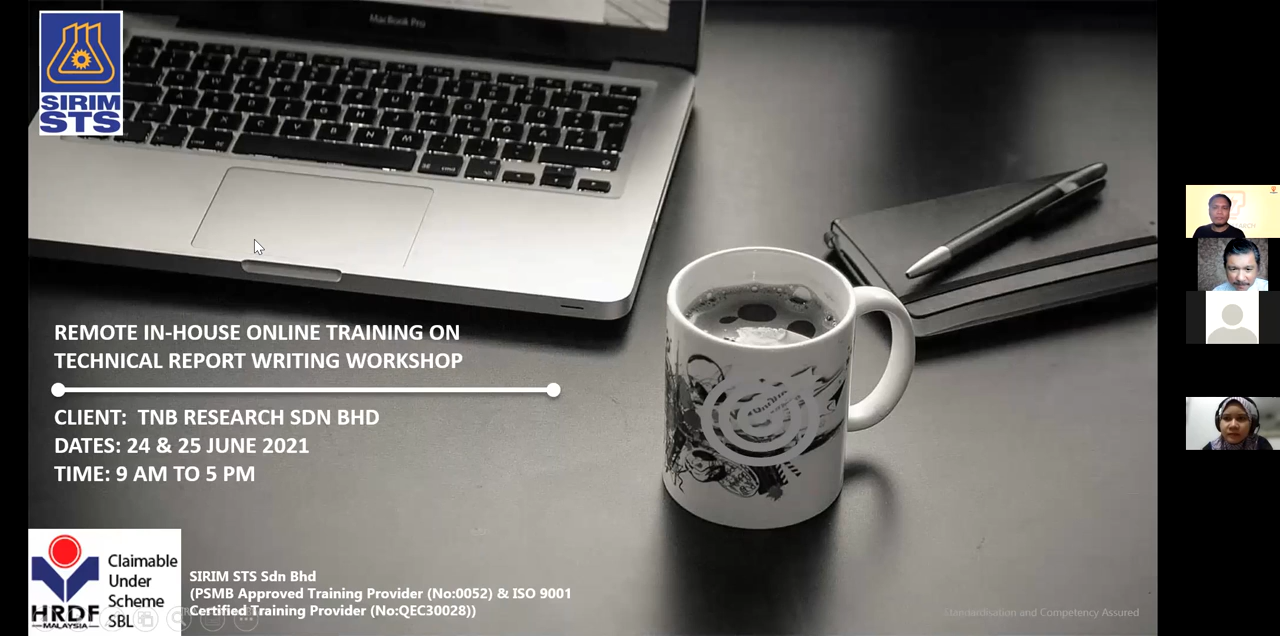 MacBook Pro
SIRIM
STS
REMOTE IN-HOUSE ONLINE TRAINING ON
TECHNICAL REPORT WRITING WORKSHOP
CLIENT:  TNB RESEARCH SDN BHD
DATES: 24 & 25 JUNE 2021
TIME: 9 AM TO 5 PM
HRDF
MALAYSIA
Claimable
Under
Scheme
SBL
SIRIM STS Sdn Bhd
(PSMB Approved Training Provider (No:0052) & ISO 9001
Certified Training Provider (No:QEC30028))
Standardisation and Competency Assured